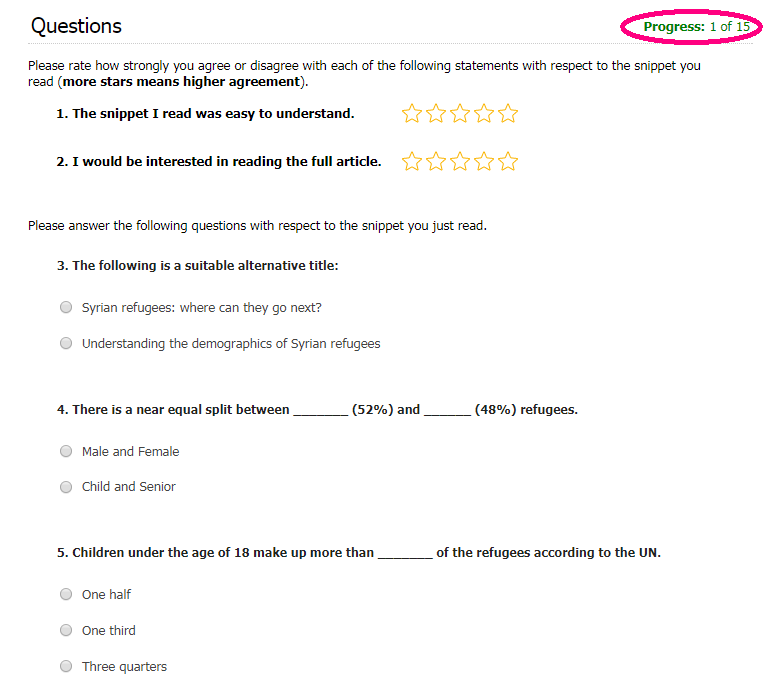 Questions
Progress: 1 of 15
Please rate how strongly you agree or disagree with each of the following statements with respect to the snippet you
read (more stars means higher agreement).
1. The snippet I read was easy to understand.
2. I would be interested in reading the full article.
Please answer the following questions with respect to the snippet you just read.
3. The following is a suitable alternative title:
Syrian refugees: where can they go next?
Understanding the demographics of Syrian refugees
4. There is a near equal split between _______ (52%) and ______ (48%) refugees.
Male and Female
Child and Senior
5. Children under the age of 18 make up more than _______ of the refugees according to the UN.
One half
One third
Three quarters